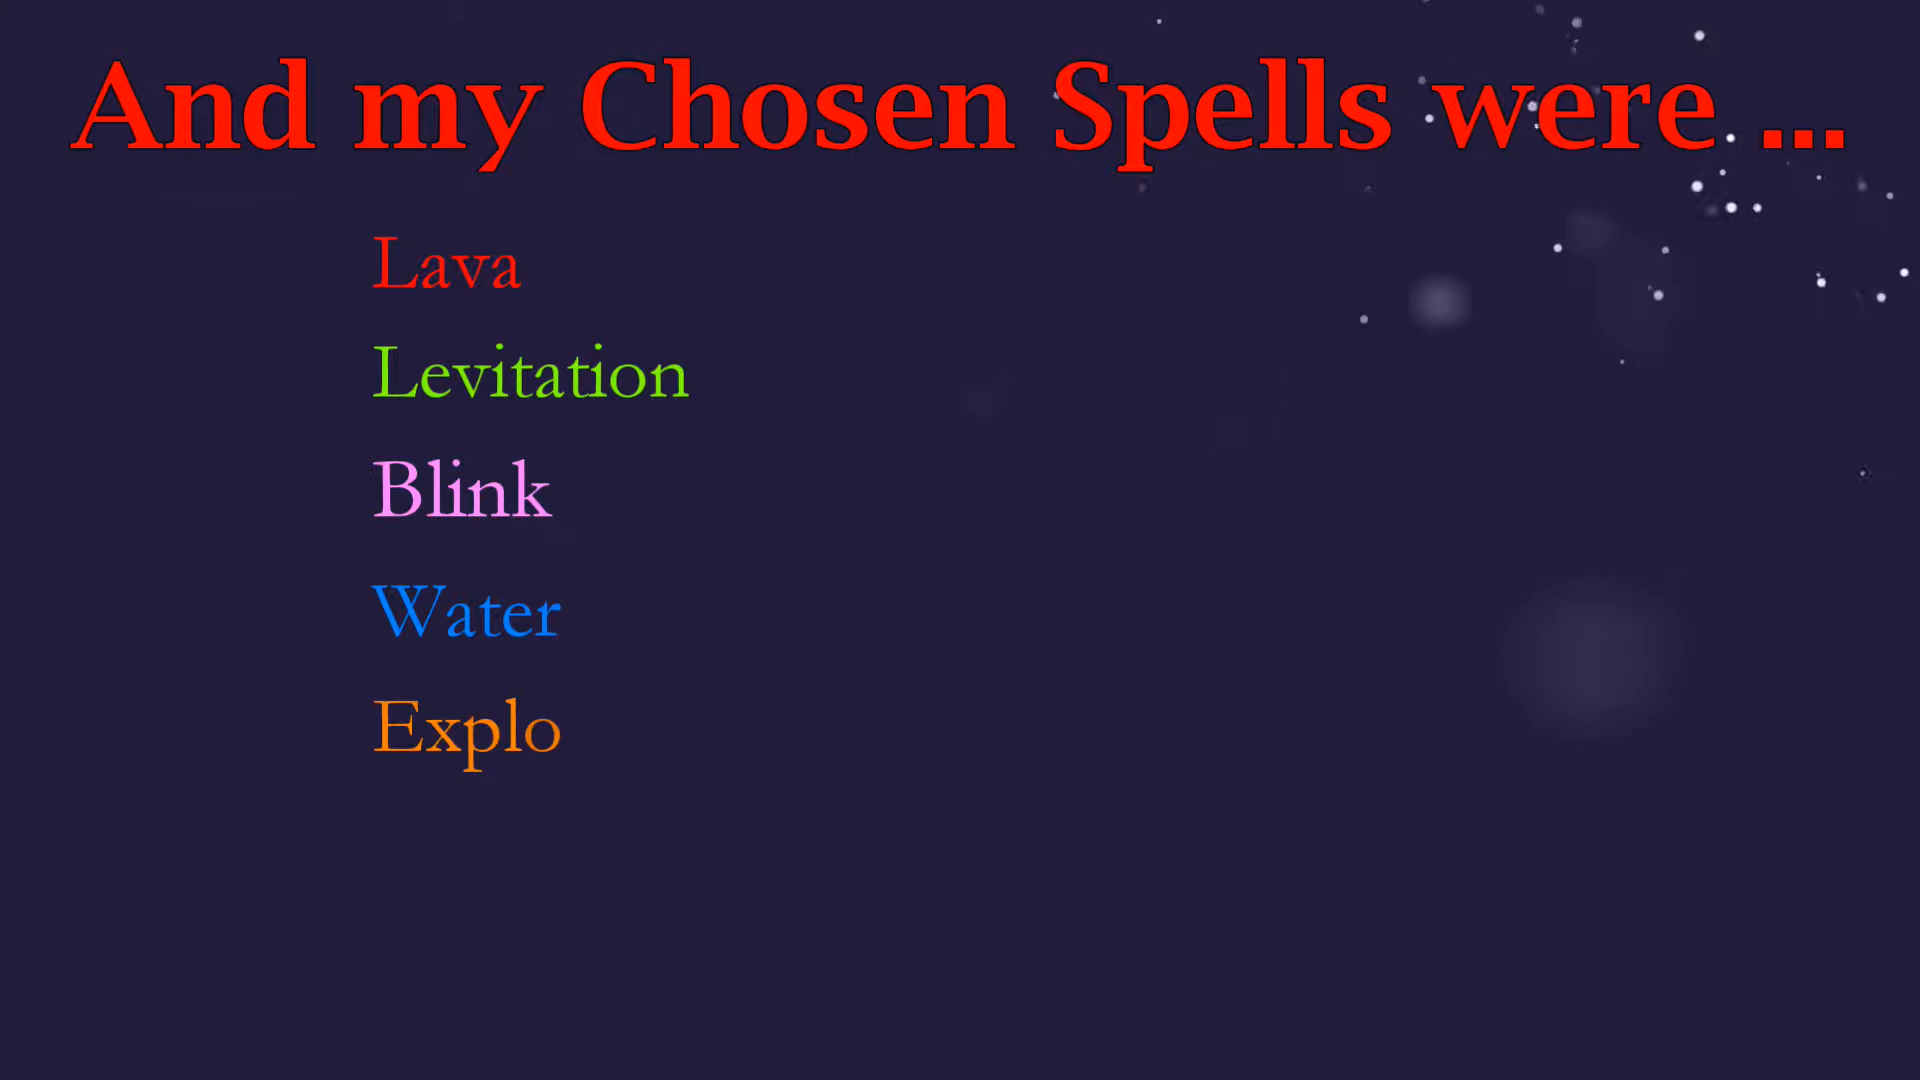 And my Chosen Spells were ...
Lava
Levitation
Blink
Water
Explo